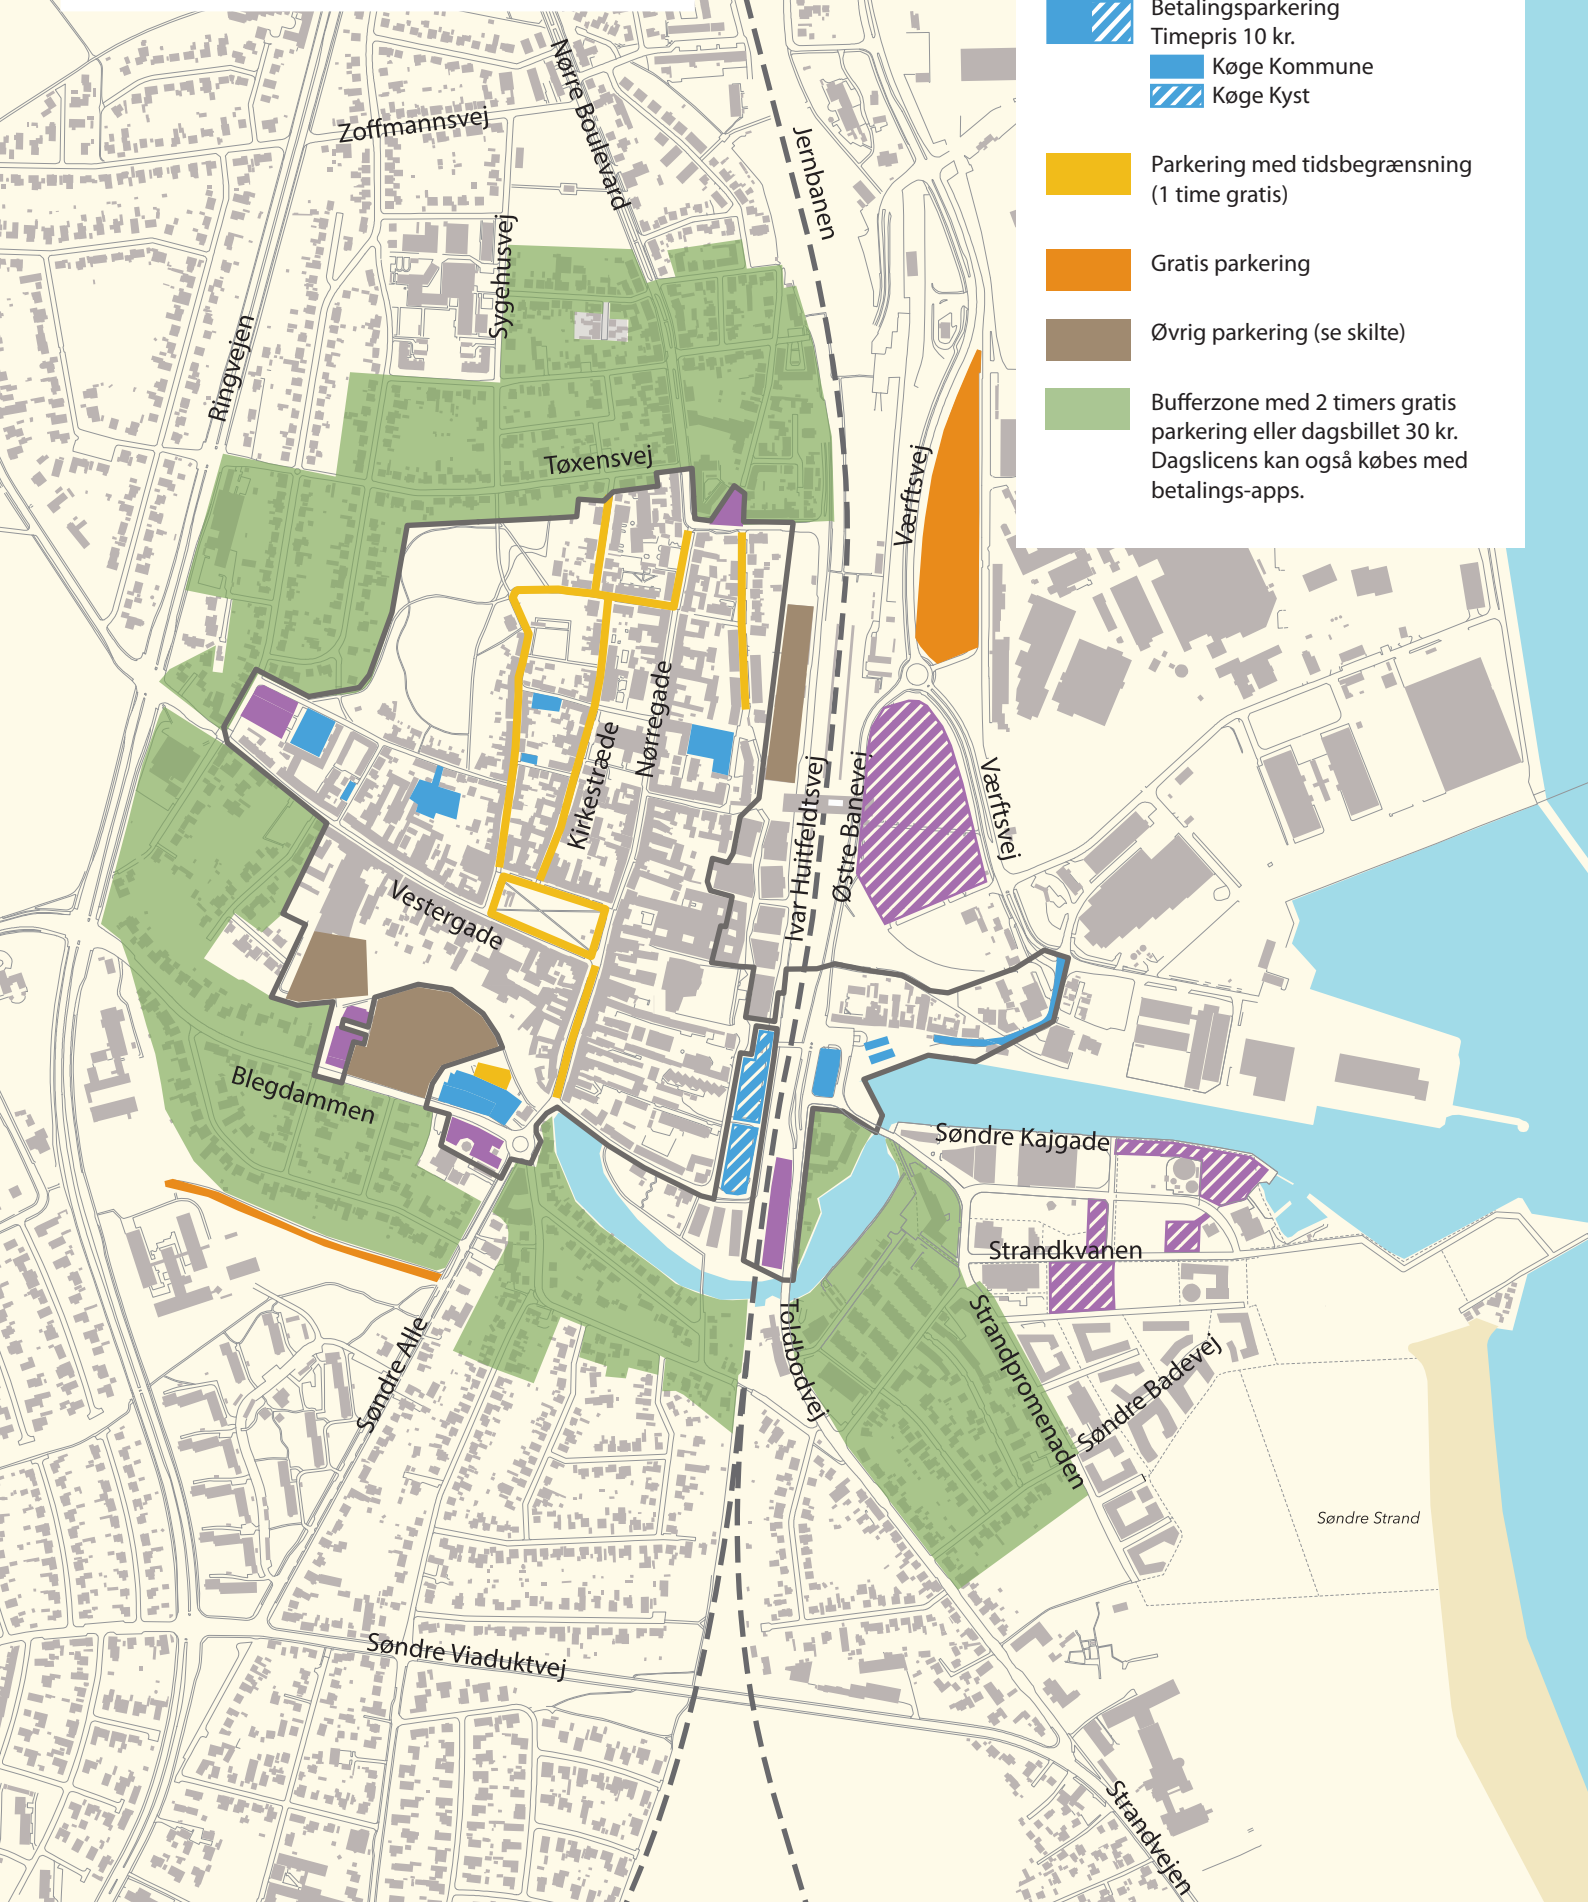 Betalingsparkering
Timepris 10 kr.
Køge Kommune
Køge Kyst
Parkering med tidsbegrænsning
(1 time gratis)
Gratis parkering
Øvrig parkering (se skilte)
Bufferzone med 2 timers gratis
parkering eller dagsbillet 30 kr.
Dagslicens kan også købes med
betalings-apps.
Nørre Boulevard
Zoffmannsvej
Jernbanen
Sygehusvej
Ringvejen
Tøxensvej
Værftsvej
Nørregade
Kirkestræde
Ivar Huitfeldtsvej
Østre Banevej
Værftsvej
Vestergade
Blegdammen
Søndre Kajgade
Strandkvanen
Søndre Alle
Toldbodvej
Strandpromenaden
Søndre Badevej
Søndre Strand
Søndre Viaduktvej
Strandvejen